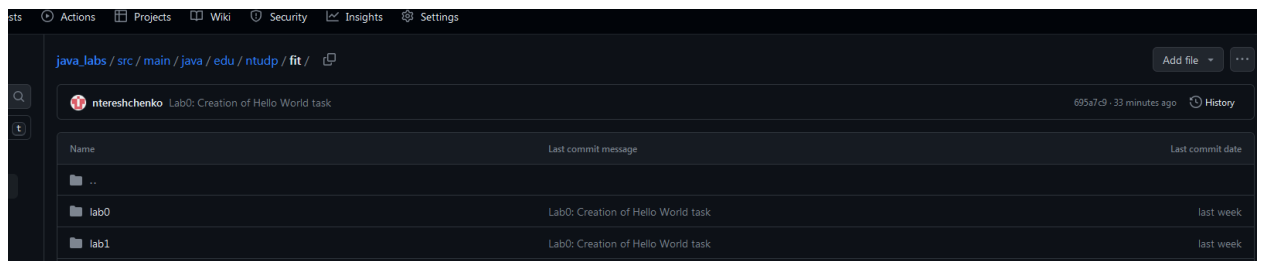 sts Actions Projects Wiki Security Insights Settings
java_labs / src / main / java / edu / ntudp / fit /
Add file
ntereshchenko Lab0: Creation of Hello World task
695a7c9 · 33 minutes ago History
t
Name Last commit message Last commit date
..
lab0 Lab0: Creation of Hello World task last week
lab1 Lab0: Creation of Hello World task last week